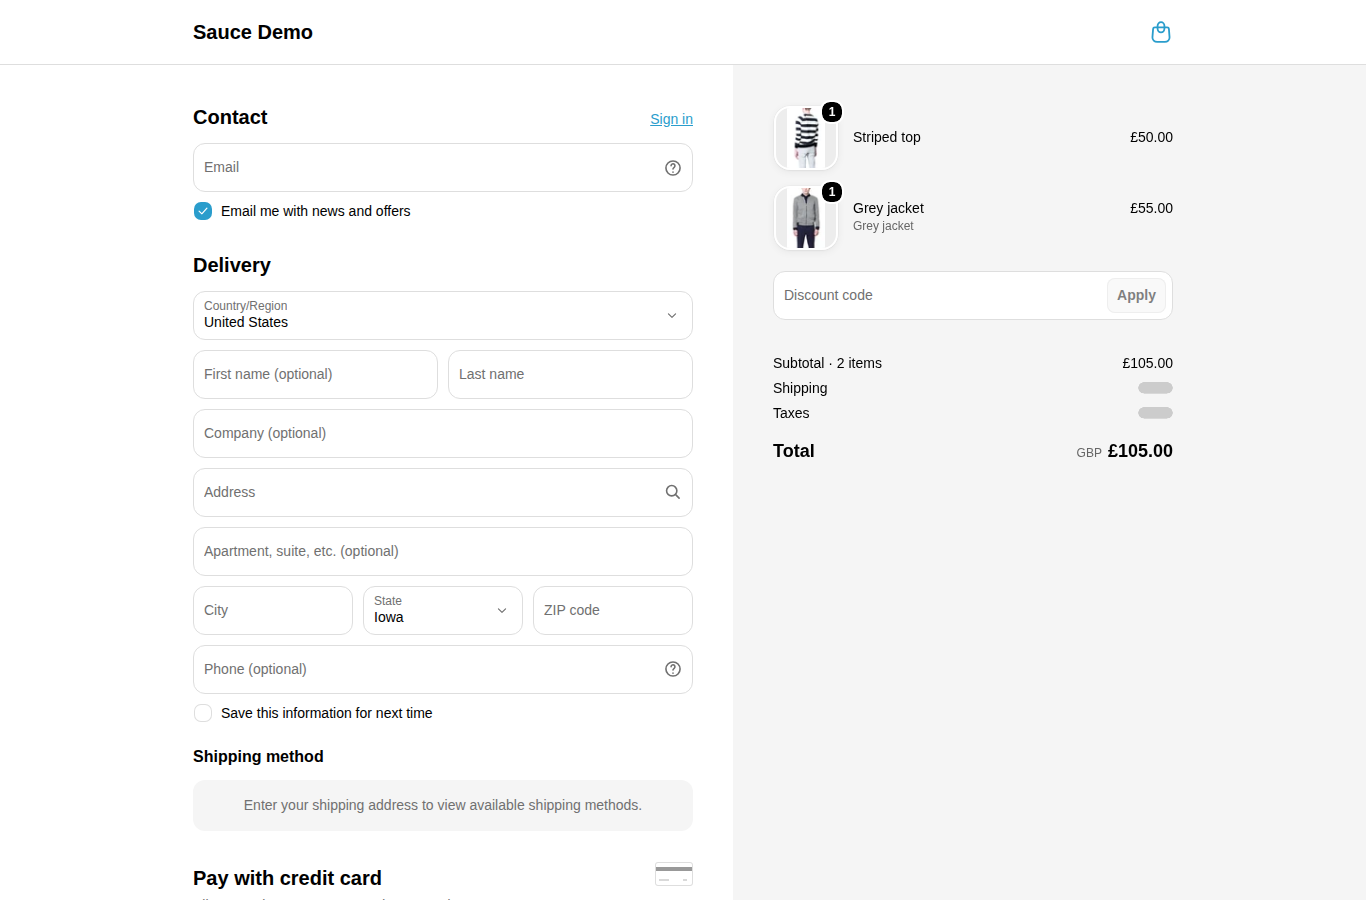 Sauce Demo
Contact
Sign in
Email
Email me with news and offers
Delivery
Country/Region
United States
First name (optional)
Last name
Company (optional)
Address
Apartment, suite, etc. (optional)
City
State
Iowa
ZIP code
Phone (optional)
Save this information for next time
Shipping method
Enter your shipping address to view available shipping methods.
Pay with credit card
1
Striped top
£50.00
1
Grey jacket
Grey jacket
£55.00
Discount code
Apply
Subtotal · 2 items
£105.00
Shipping
Taxes
Total
GBP £105.00